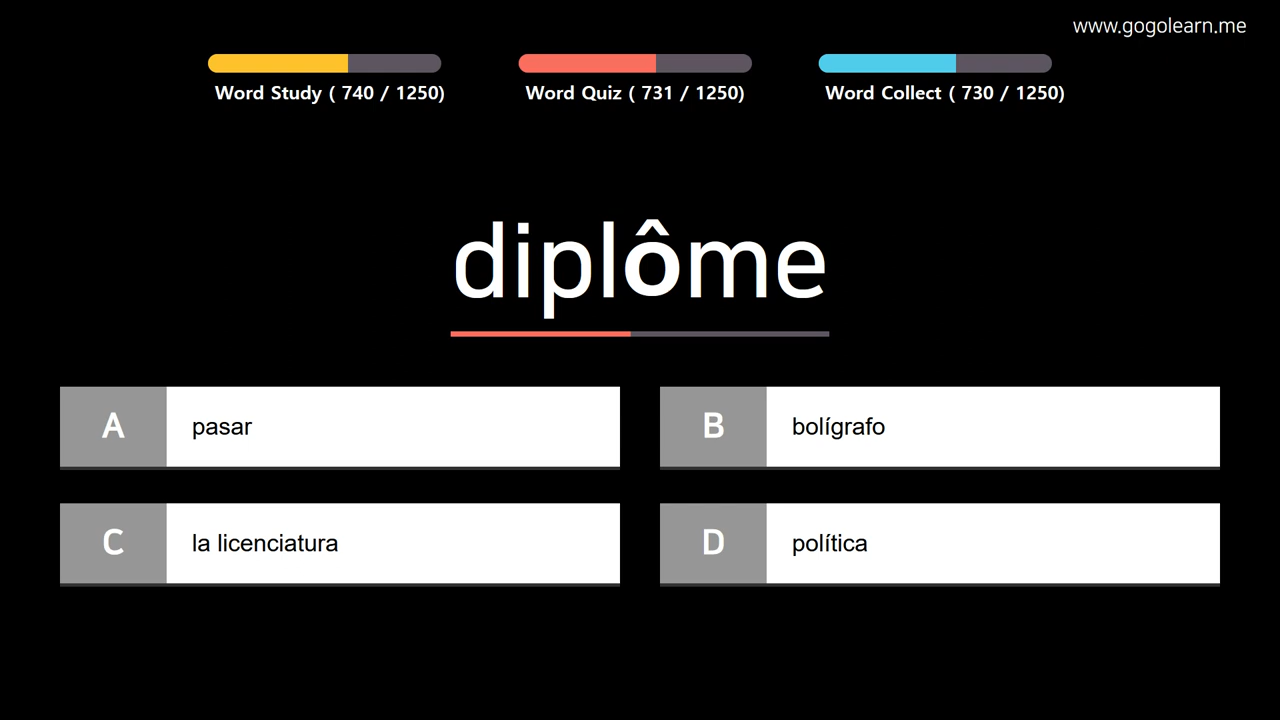 www.gogolearn.me
Word Study ( 740 / 1250)
Word Quiz ( 731 / 1250)
Word Collect ( 730 / 1250)
diplôme
A pasar
B bolígrafo
C la licenciatura
D política